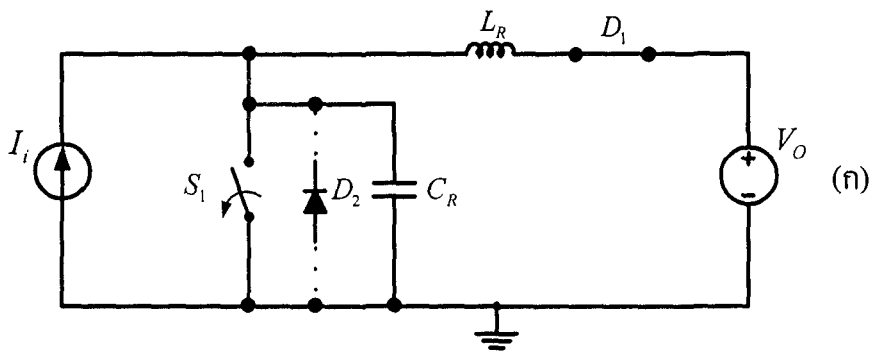 L_R D_1
I_i S_1 D_2 C_R + − V_O (ก)